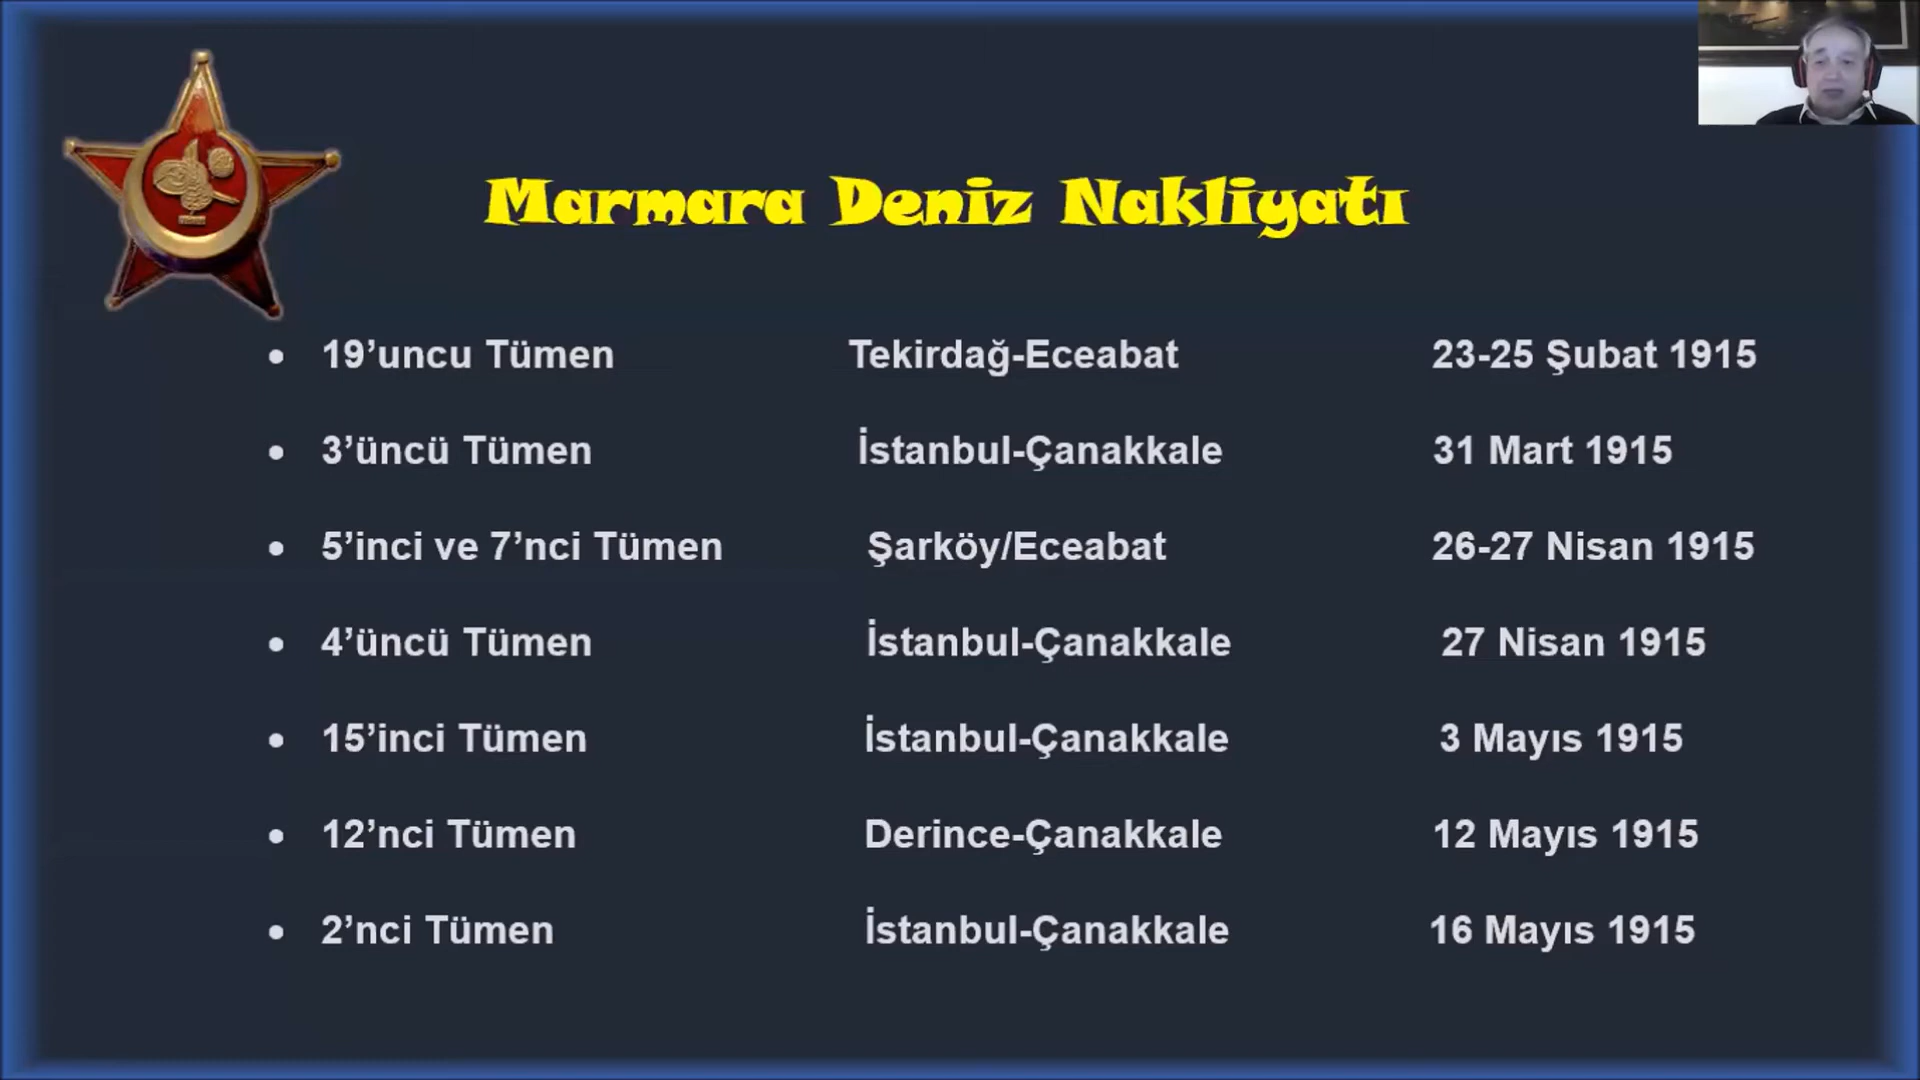 Marmara Deniz Nakliyatı
19’uncu Tümen Tekirdağ-Eceabat 23-25 Şubat 1915
3’üncü Tümen İstanbul-Çanakkale 31 Mart 1915
5’inci ve 7’nci Tümen Şarköy/Eceabat 26-27 Nisan 1915
4’üncü Tümen İstanbul-Çanakkale 27 Nisan 1915
15’inci Tümen İstanbul-Çanakkale 3 Mayıs 1915
12’nci Tümen Derince-Çanakkale 12 Mayıs 1915
2’nci Tümen İstanbul-Çanakkale 16 Mayıs 1915